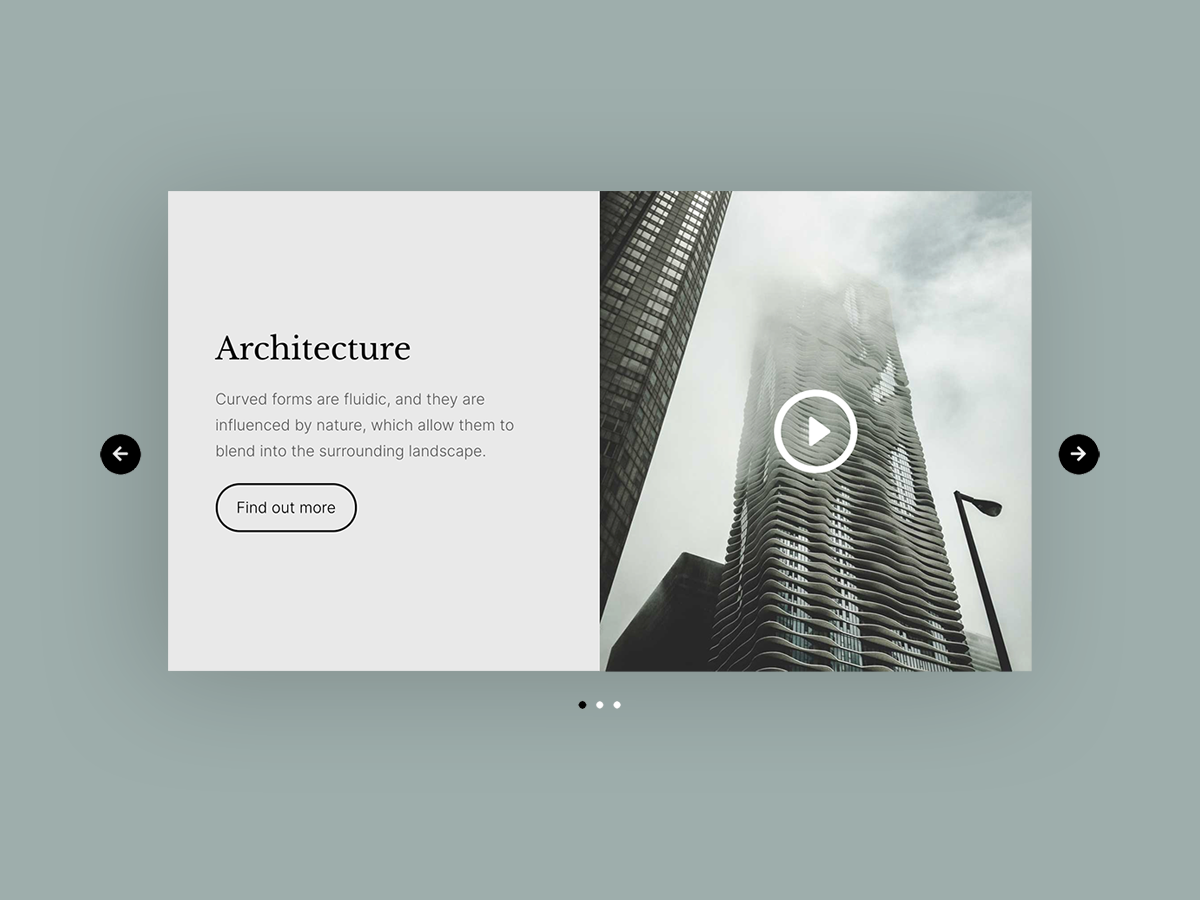 Architecture
Curved forms are fluidic, and they are
influenced by nature, which allow them to
blend into the surrounding landscape.
Find out more